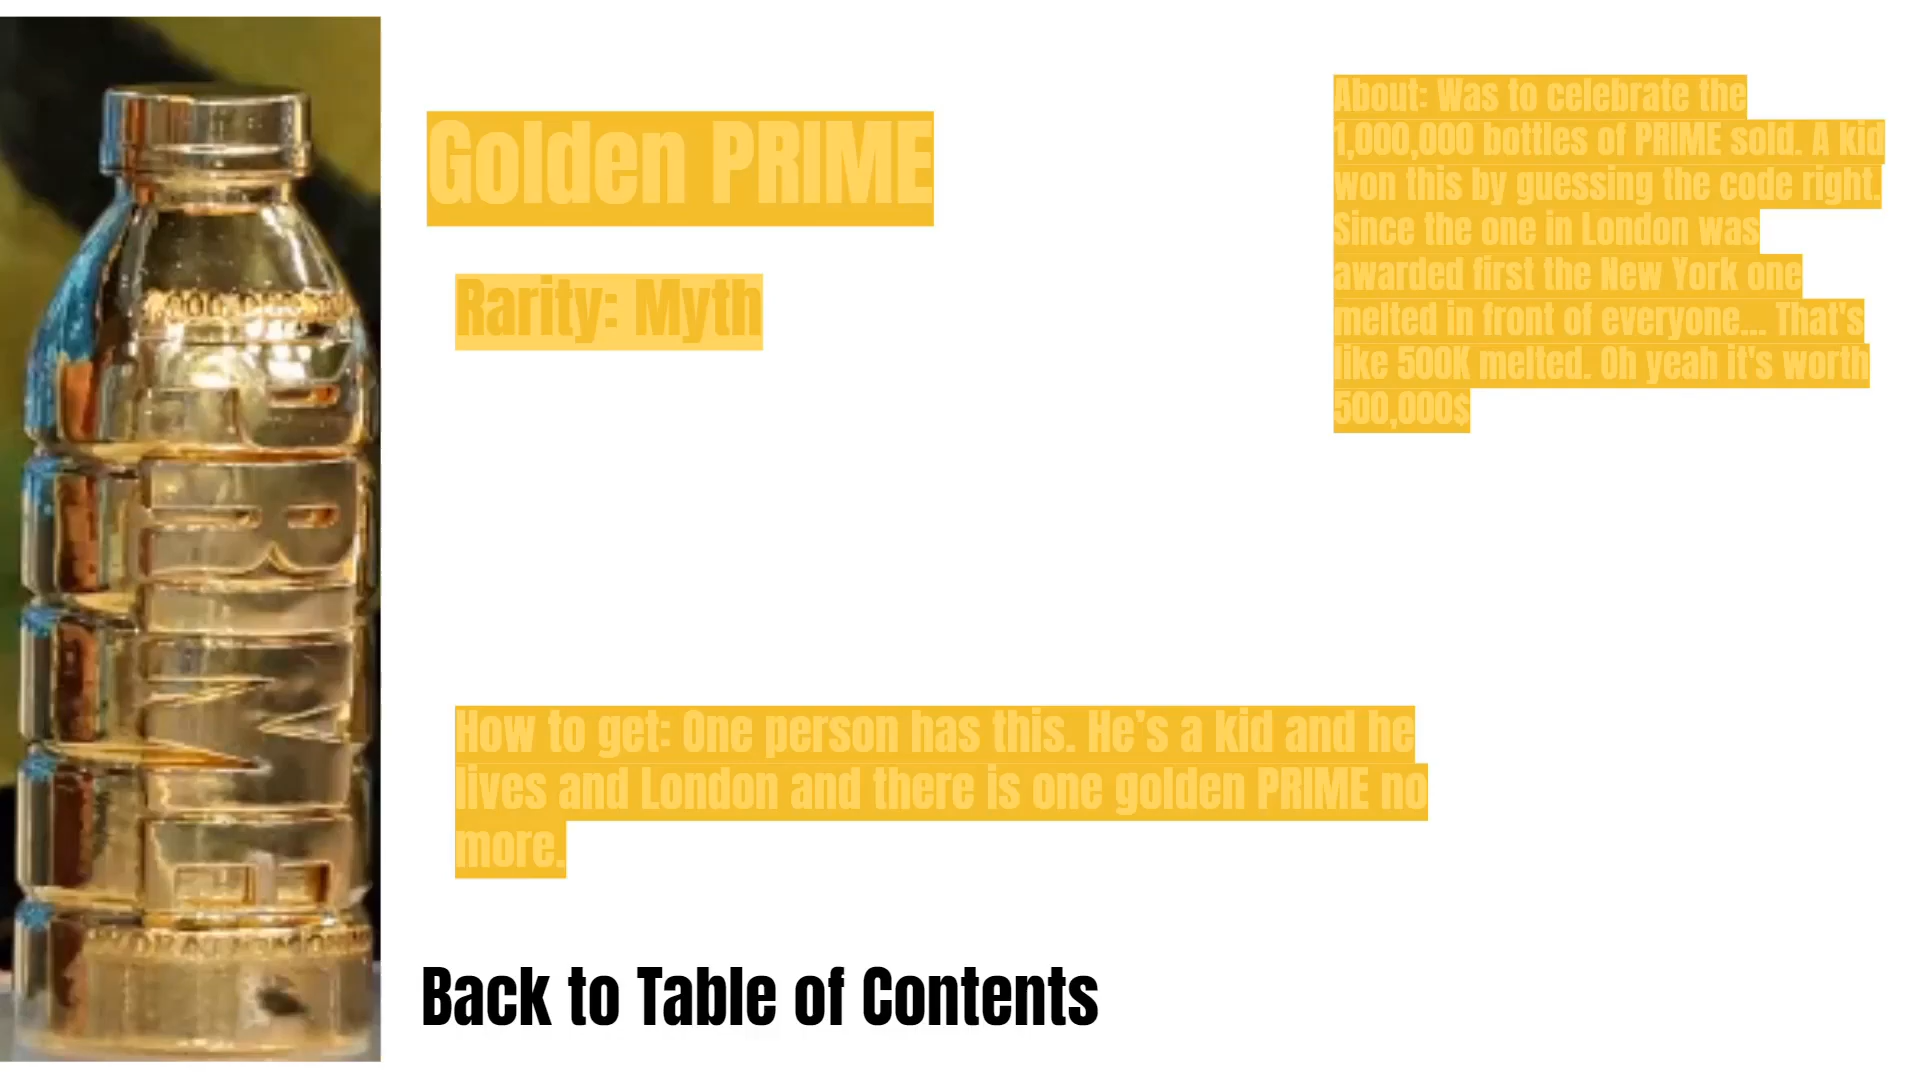 Golden PRIME
Rarity: Myth
About: Was to celebrate the
1,000,000 bottles of PRIME sold. A kid
won this by guessing the code right.
Since the one in London was
awarded first the New York one
melted in front of everyone... That's
like 500K melted. Oh yeah it's worth
500,000$
How to get: One person has this. He's a kid and he
lives and London and there is one golden PRIME no
more.
Back to Table of Contents
PRIME